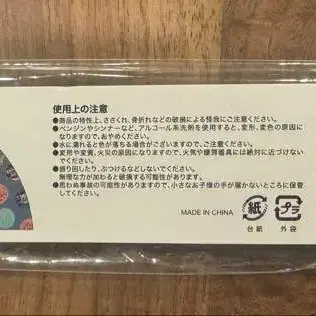 使用上の注意
●商品の特性上、ささくれ、骨折れなどの破損による怪我にご注意ください。
●ベンジンやシンナーなど、アルコール系洗剤を使用すると、変形、変色の原因に
なりますので、おやめください。
●水に濡れると色が落ちる場合がございますので、ご注意ください。
●変形や変質、火災の原因になりますので、火気や暖房器具には絶対に近づけない
でください。
●振り回したり、ぶつけるなどしないでください。
無理な力が加わると破損する可能性があります。
●思わぬ事故の可能性がありますので、小さなお子様の手が届かないところに保管
してください。
MADE IN CHINA
紙 プラ
台紙 外袋